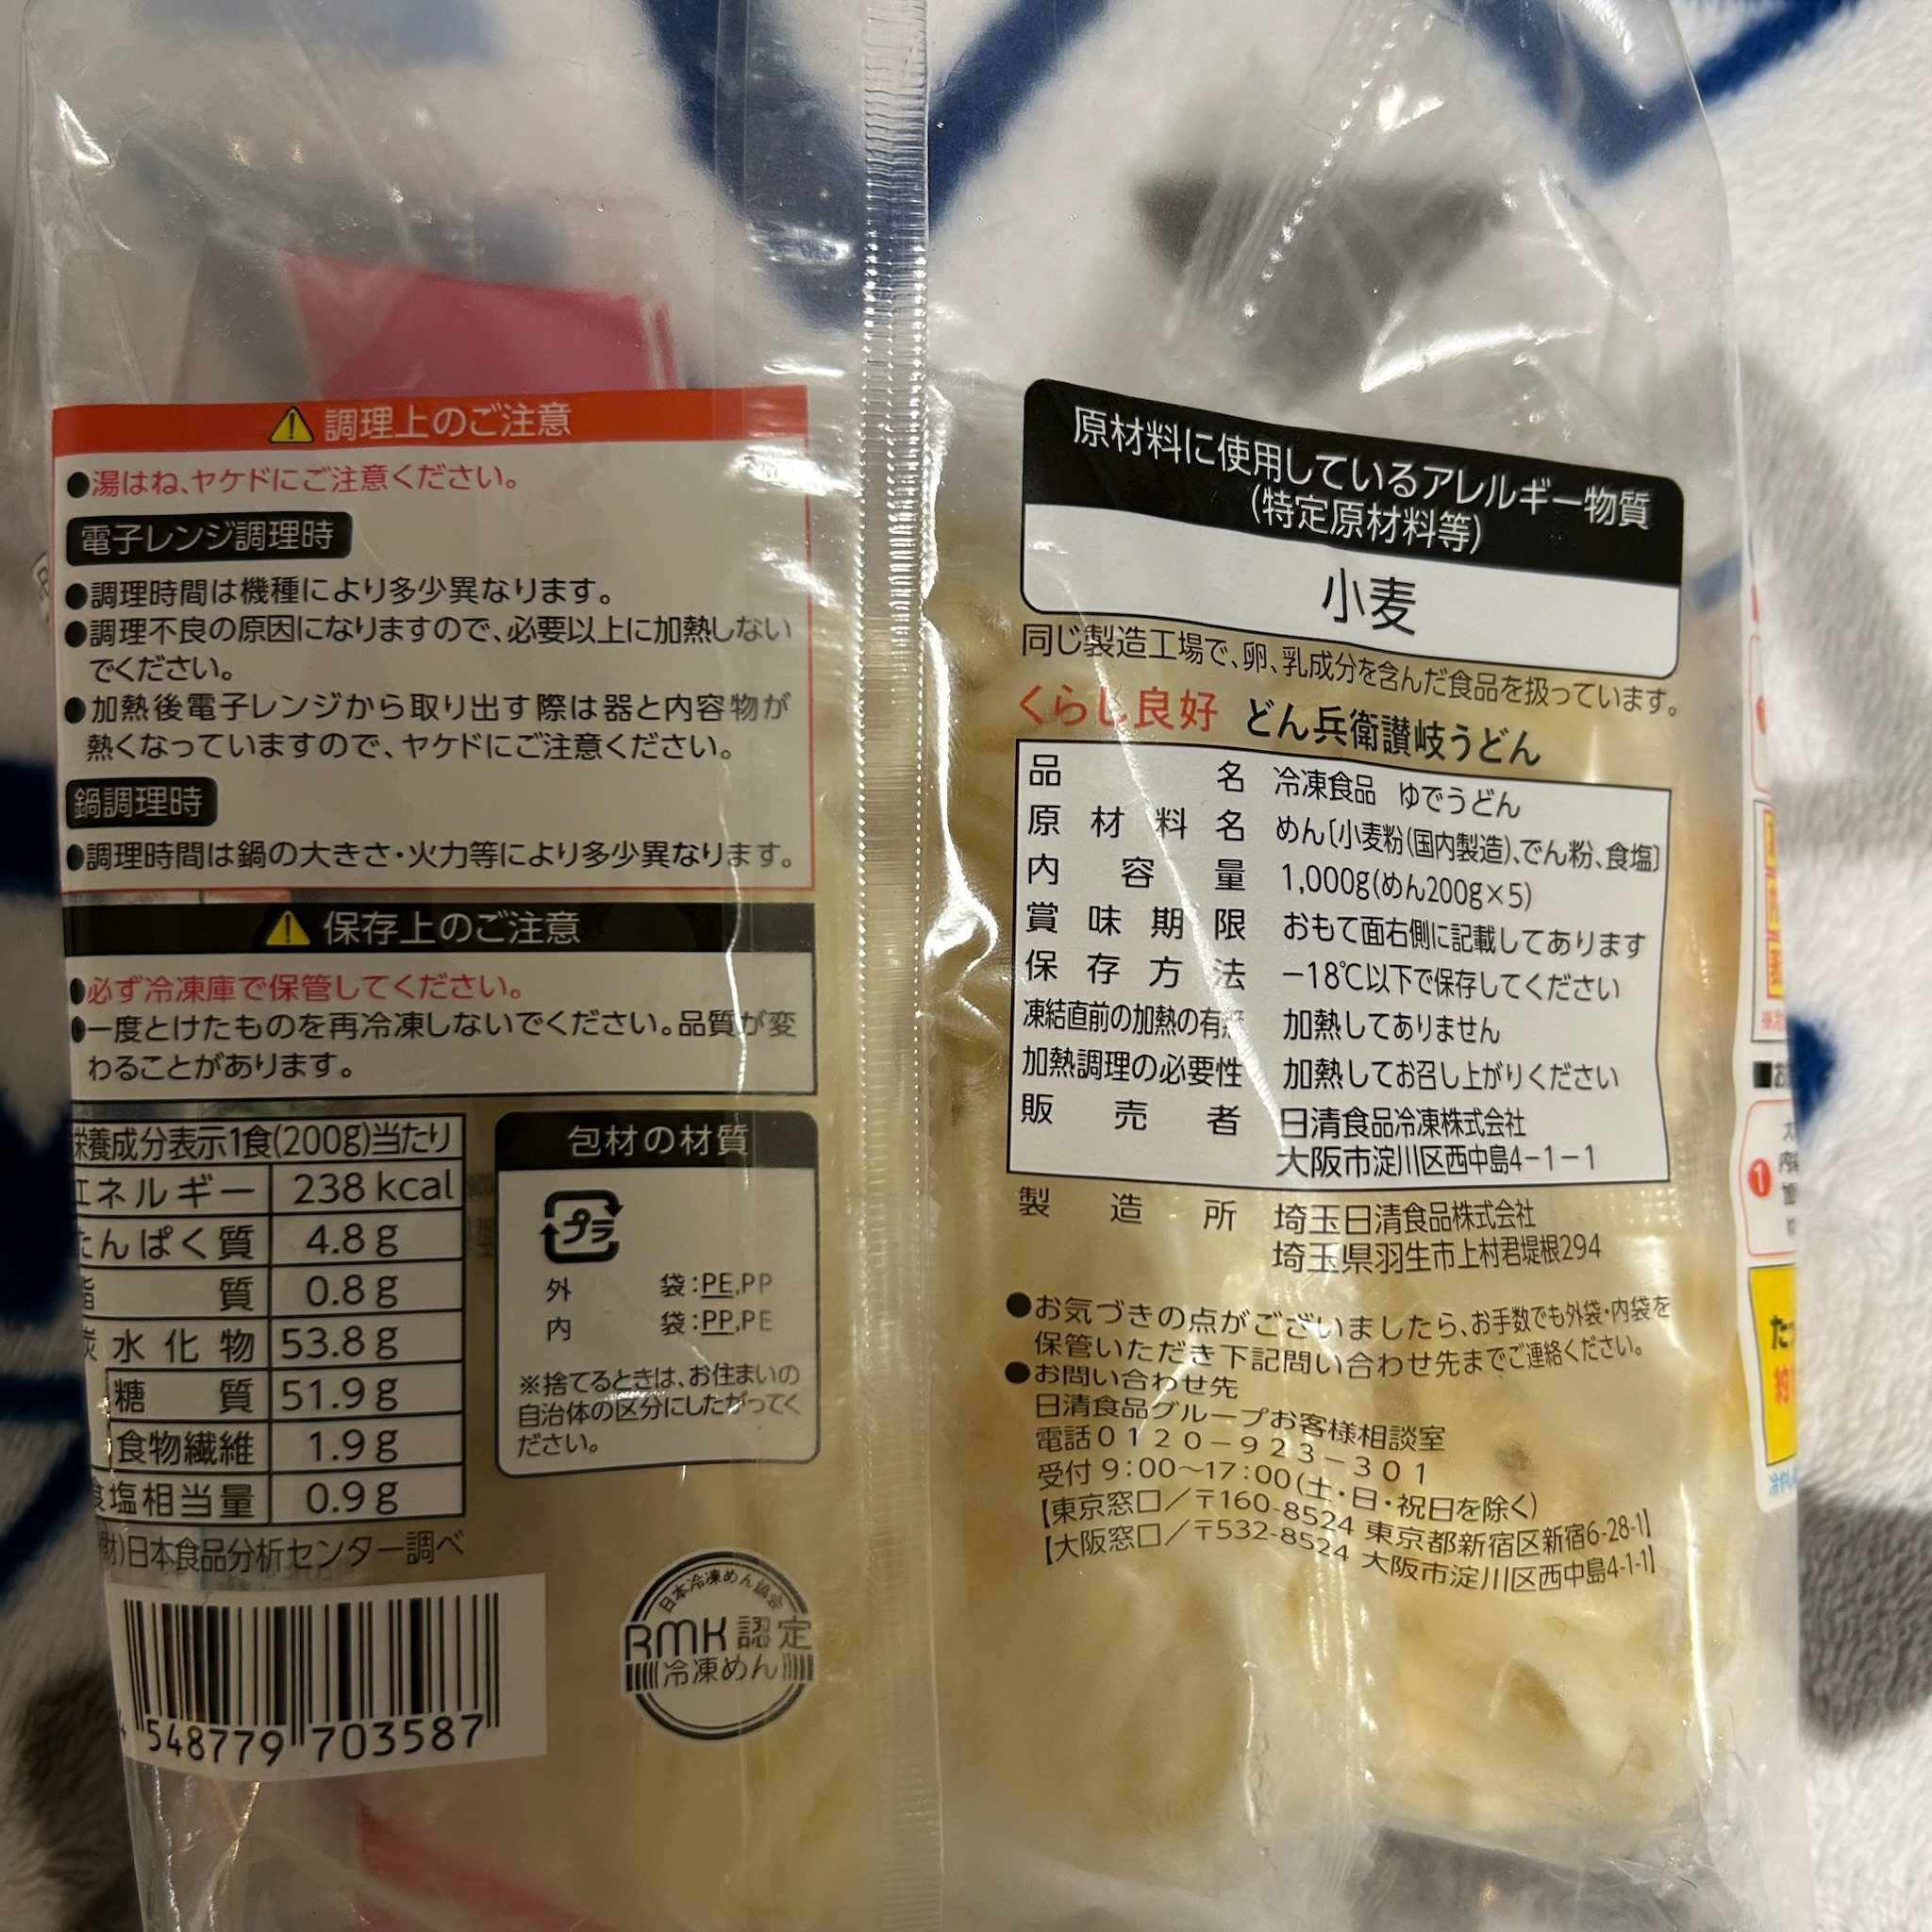 調理上のご注意
●湯はね、ヤケドにご注意ください。
電子レンジ調理時
●調理時間は機種により多少異なります。
●調理不良の原因になりますので、必要以上に加熱しない
でください。
●加熱後電子レンジから取り出す際は器と内容物が
熱くなっていますので、ヤケドにご注意ください。
鍋調理時
●調理時間は鍋の大きさ・火力等により多少異なります。
保存上のご注意
●必ず冷凍庫で保管してください。
●一度とけたものを再冷凍しないでください。品質が変
わることがあります。
栄養成分表示1食(200g)当たり
エネルギー 238kcal
たんぱく質 4.8g
脂質 0.8g
炭水化物 53.8g
糖質 51.9g
食物繊維 1.9g
食塩相当量 0.9g
(財)日本食品分析センター調べ
包材の材質
プラ
外袋:PE,PP
内袋:PP,PE
※捨てるときは、お住まいの
自治体の区分にしたがってく
ださい。
548779 703587
日本冷凍めん協会
RMK認定
冷凍めん
原材料に使用しているアレルギー物質
(特定原材料等)
小麦
同じ製造工場で、卵、乳成分を含んだ食品を扱っています。
くらし良好 どん兵衛讃岐うどん
品名 冷凍食品 ゆでうどん
原材料名 めん〔小麦粉(国内製造)、でん粉、食塩〕
内容量 1,000g(めん200g×5)
賞味期限 おもて面右側に記載してあります
保存方法 −18℃以下で保存してください
凍結直前の加熱の有無 加熱してありません
加熱調理の必要性 加熱してお召し上がりください
販売者 日清食品冷凍株式会社
大阪市淀川区西中島4−1−1
製造所 埼玉日清食品株式会社
埼玉県羽生市上村君堤根294
●お気づきの点がございましたら、お手数でも外袋・内袋を
保管いただき下記問い合わせ先までご連絡ください。
●お問い合わせ先
日清食品グループお客様相談室
電話0120−923−301
受付 9:00〜17:00(土・日・祝日を除く)
【東京窓口/〒160-8524 東京都新宿区新宿6-28-1】
【大阪窓口/〒532-8524 大阪市淀川区西中島4-1-1】